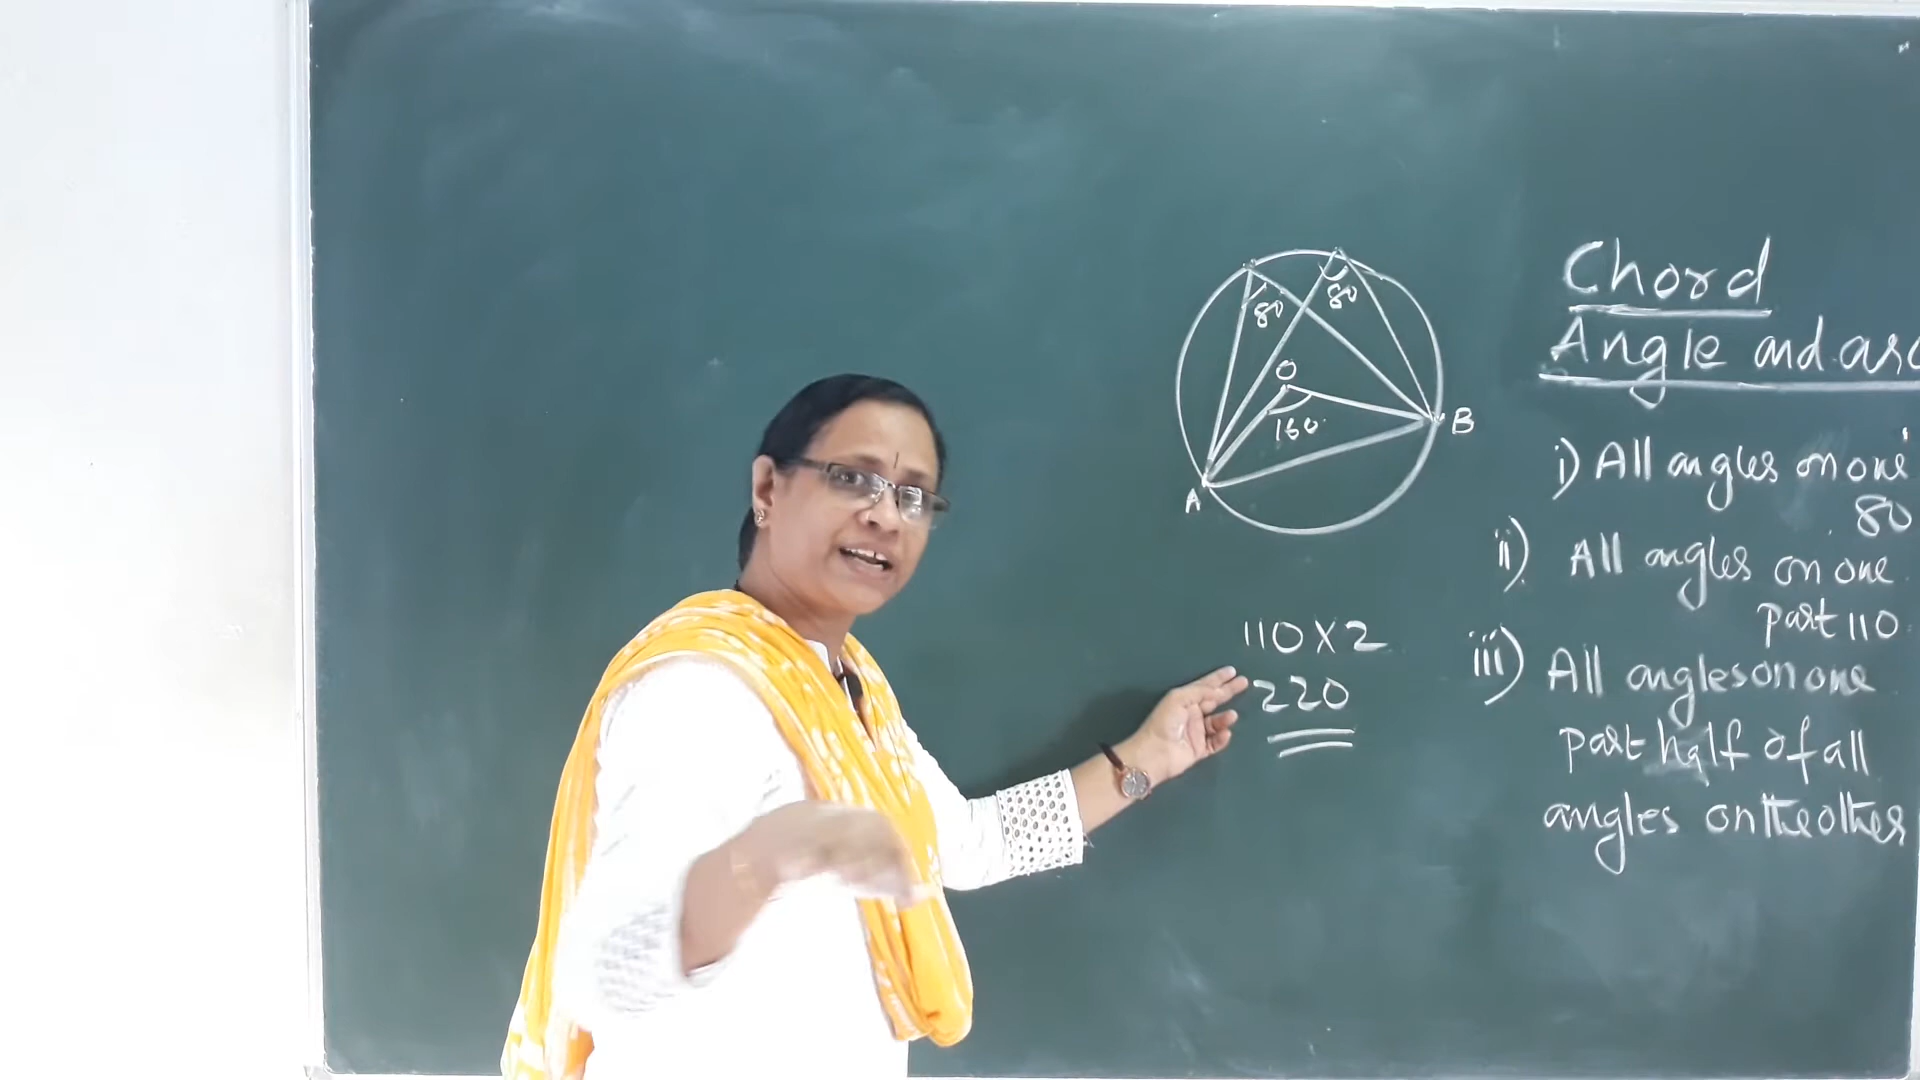 Chord
Angle and arc
i) All angles on one
80
ii) All angles on one
part 110
iii) All angles on one
part half of all
angles on the other
80
80
O
160
B
A
110 x 2
220